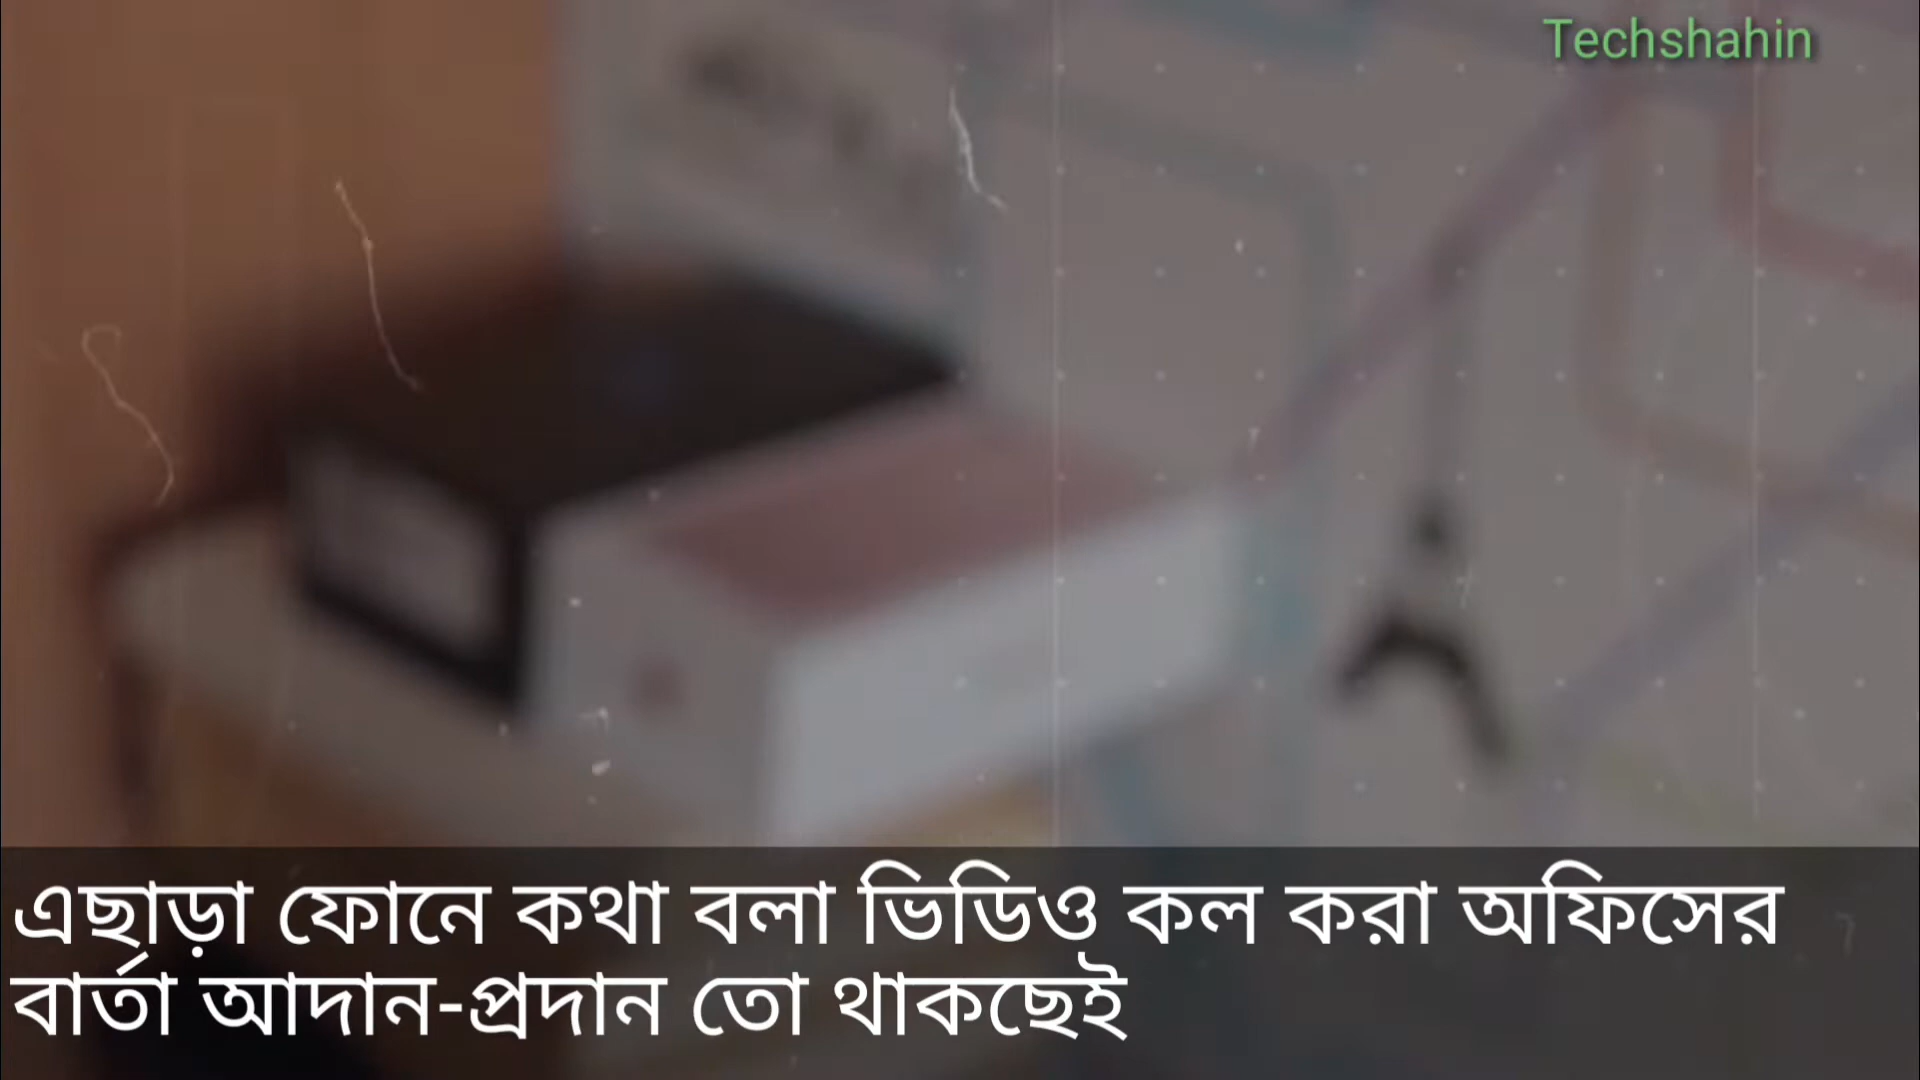 Techshahin
এছাড়া ফোনে কথা বলা ভিডিও কল করা অফিসের
বার্তা আদান-প্রদান তো থাকছেই